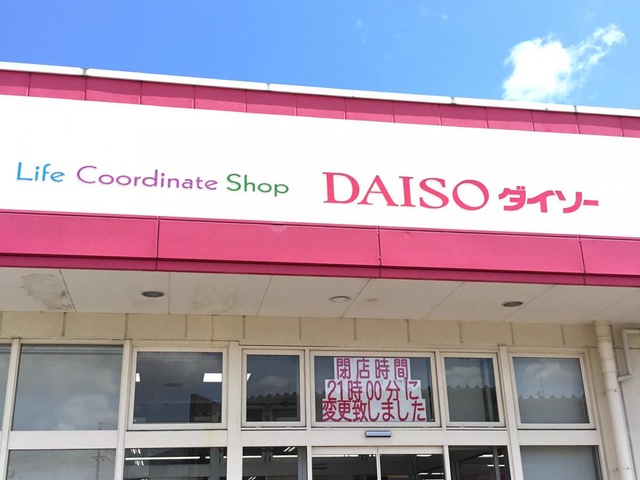 Life Coordinate Shop DAISO ダイソー
閉店時間
21時00分に
変更致しました